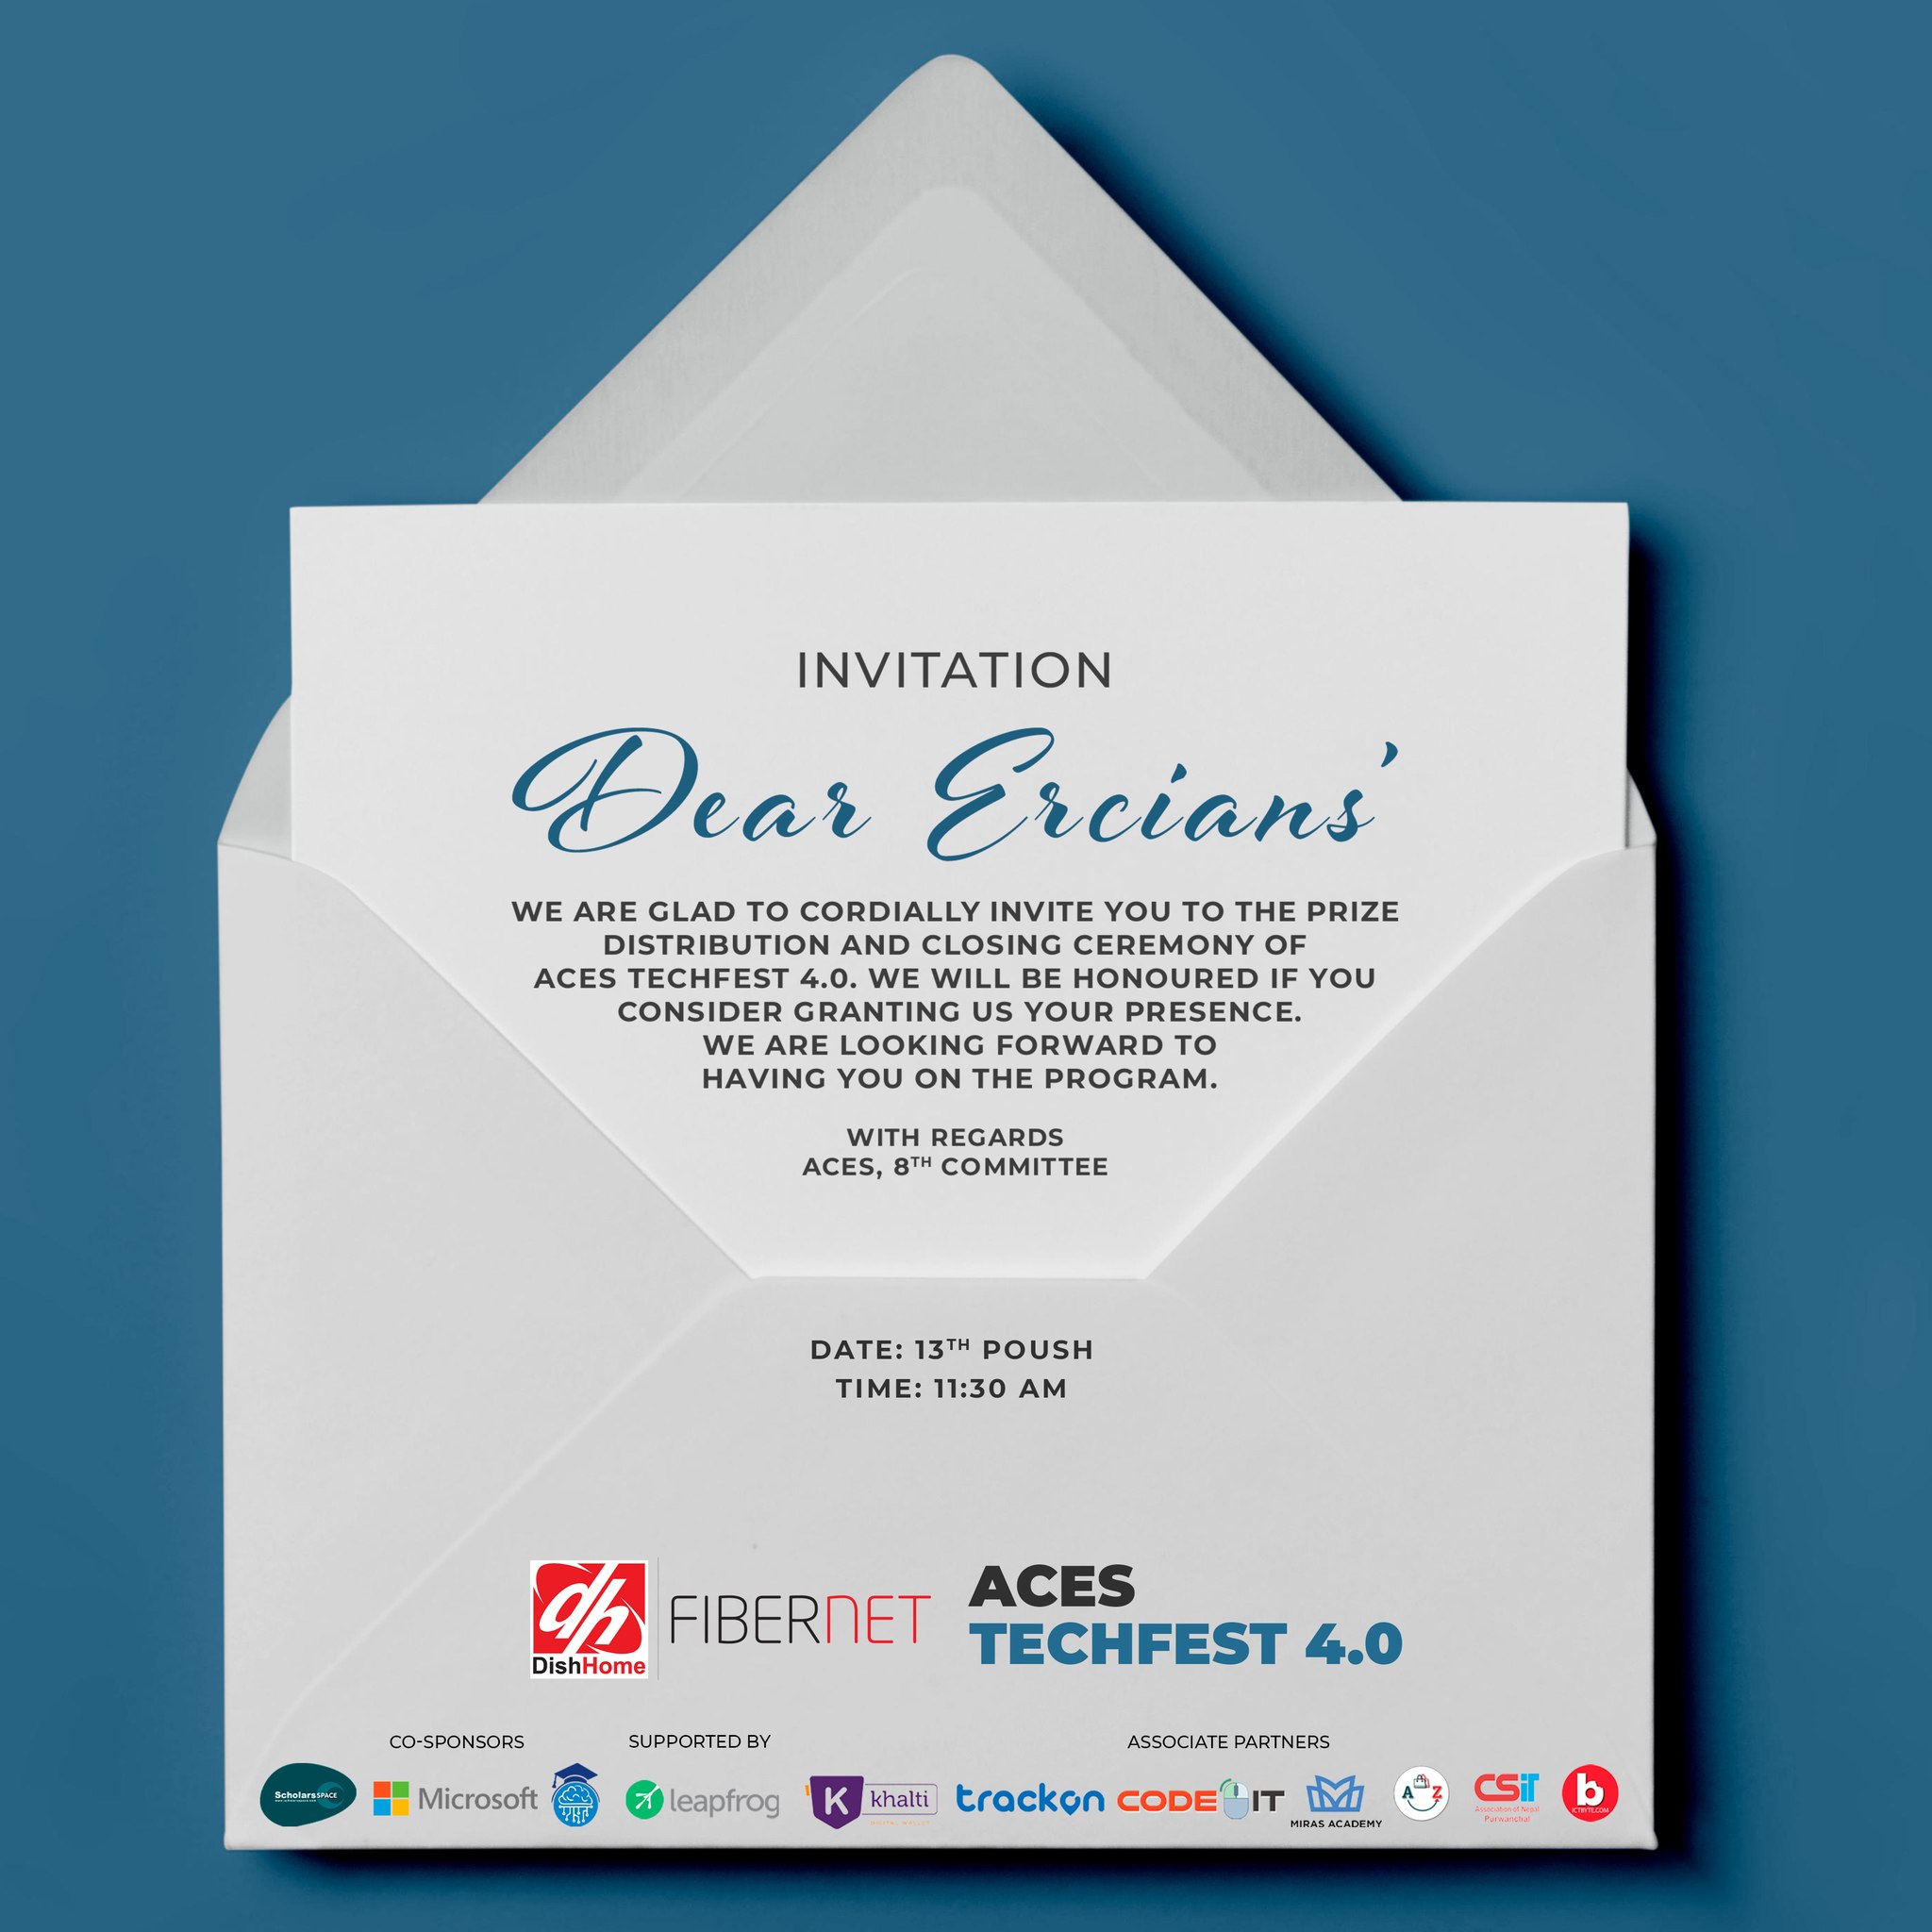 INVITATION
Dear Ercians'
WE ARE GLAD TO CORDIALLY INVITE YOU TO THE PRIZE
DISTRIBUTION AND CLOSING CEREMONY OF
ACES TECHFEST 4.0. WE WILL BE HONOURED IF YOU
CONSIDER GRANTING US YOUR PRESENCE.
WE ARE LOOKING FORWARD TO
HAVING YOU ON THE PROGRAM.
WITH REGARDS
ACES, 8TH COMMITTEE
DATE: 13TH POUSH
TIME: 11:30 AM
dh
DishHome
FIBERNET
ACES
TECHFEST 4.0
CO-SPONSORS
ScholarsSPACE
Microsoft
SUPPORTED BY
leapfrog
K khalti
ASSOCIATE PARTNERS
trackon
CODE IT
MIRAS ACADEMY
A Z
CSiT
Association of Nepal
Purwanchal
b
ICTBYTE.COM